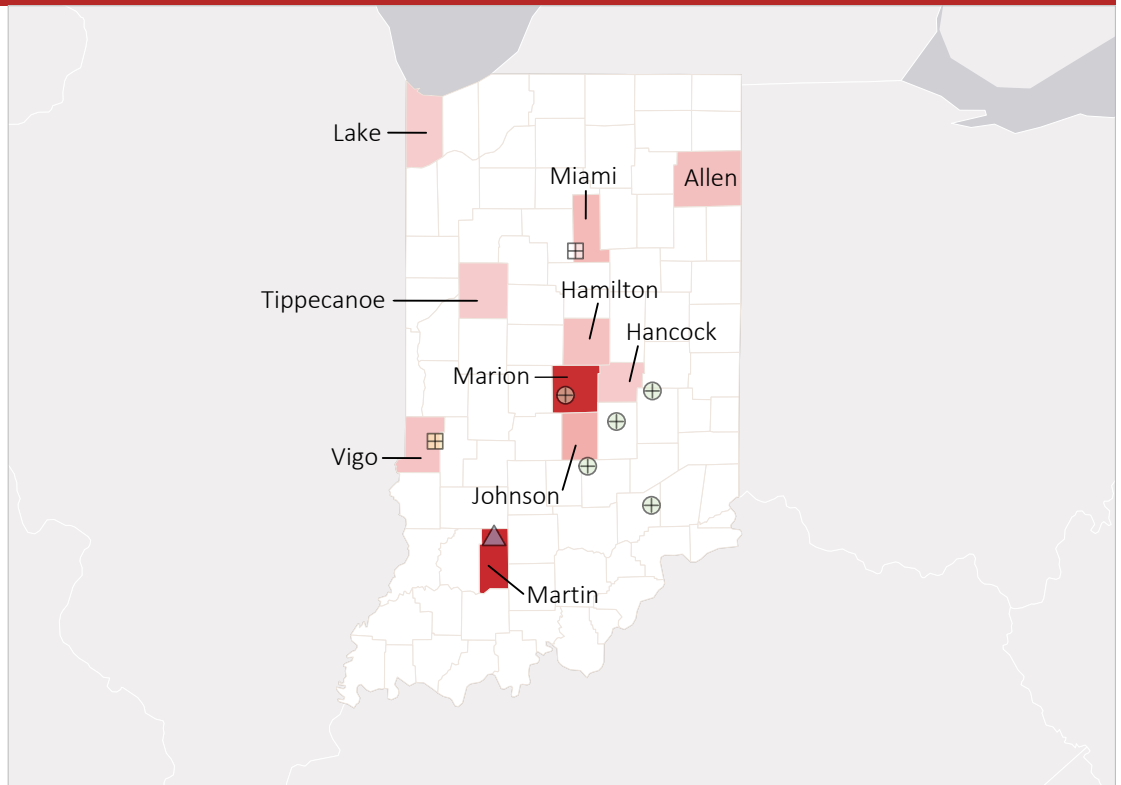 Lake
Miami
Allen
Tippecanoe
Hamilton
Hancock
Marion
Vigo
Johnson
Martin